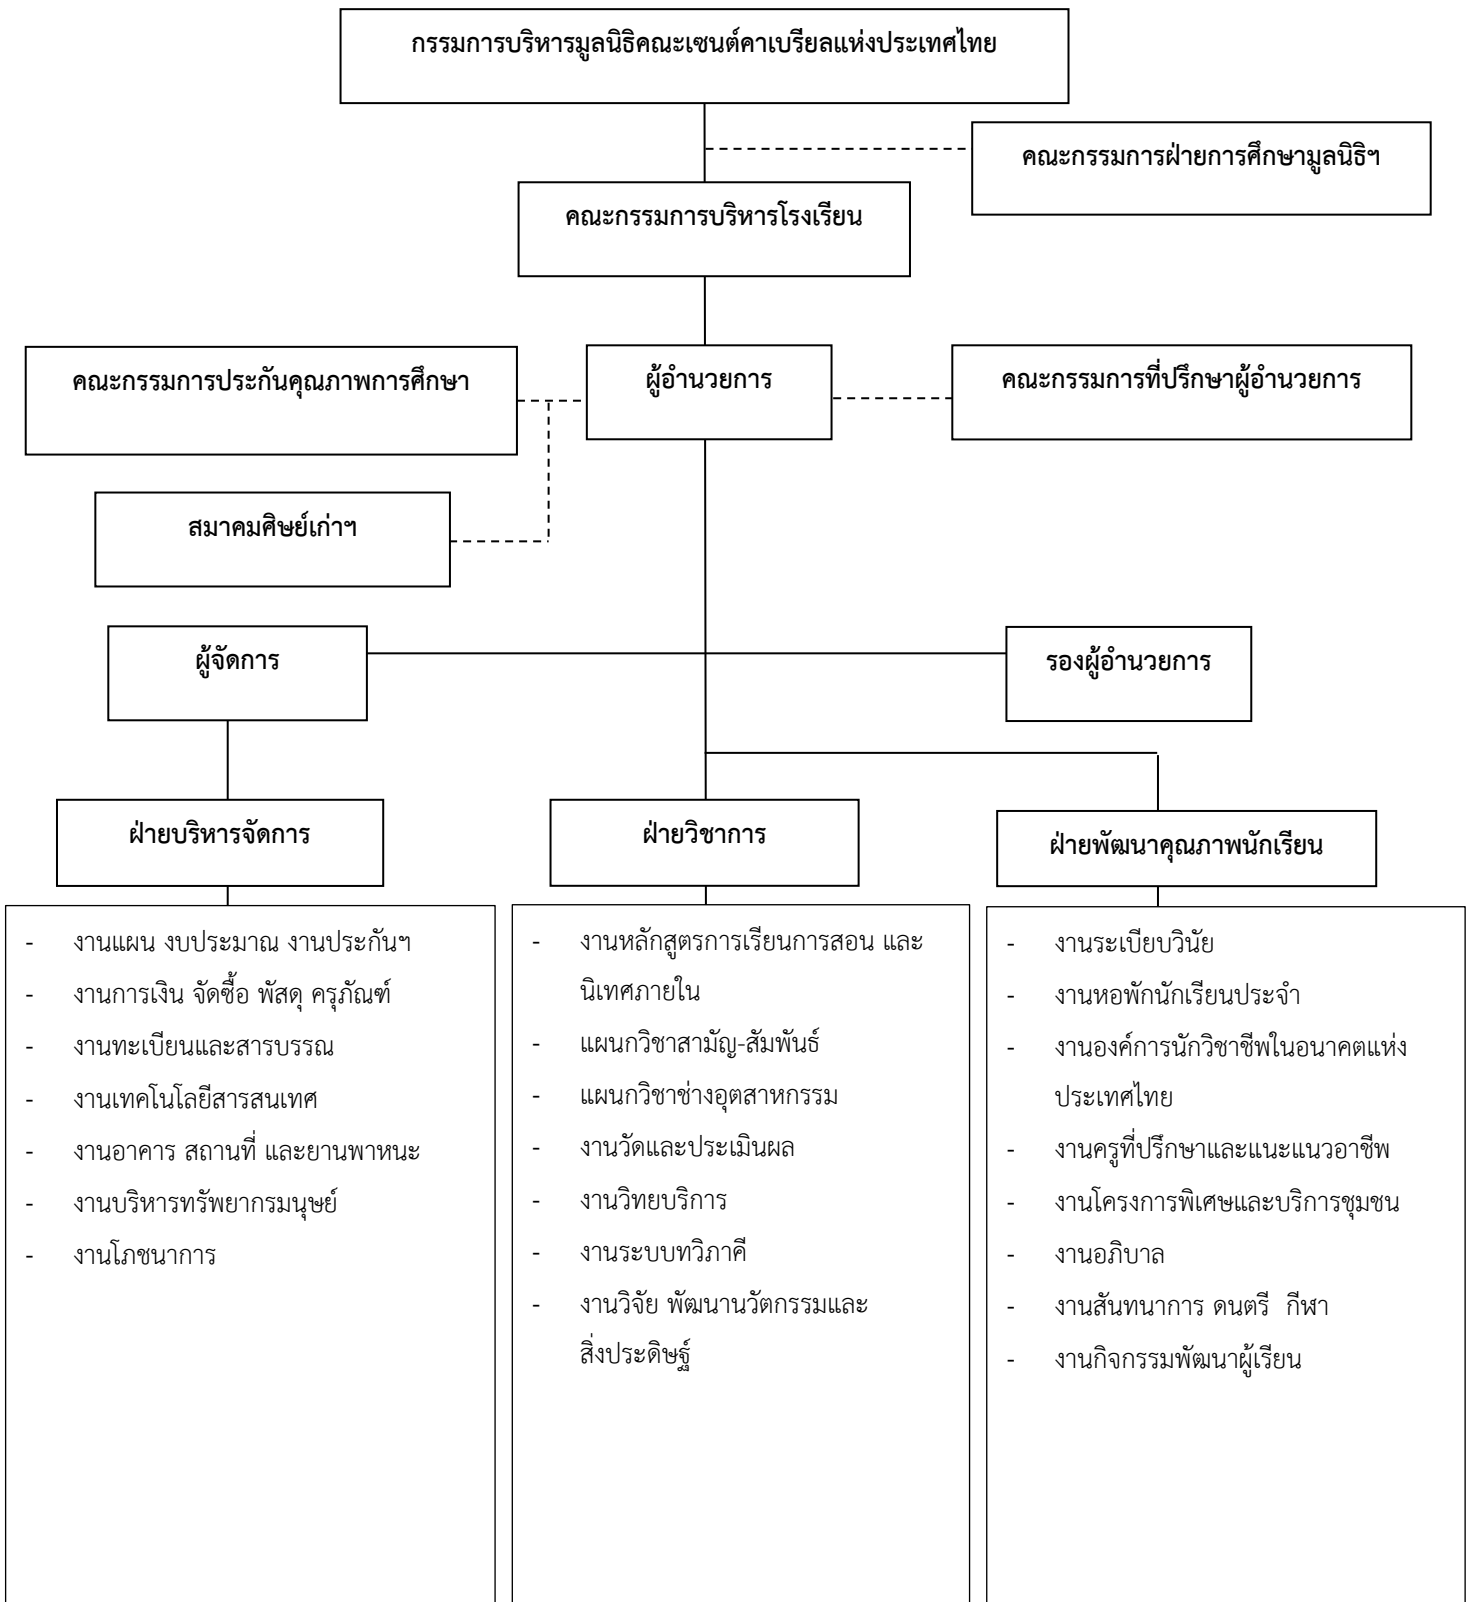 กรรมการบริหารมูลนิธิคณะเซนต์คาเบรียลแห่งประเทศไทย
คณะกรรมการฝ่ายการศึกษามูลนิธิฯ
คณะกรรมการบริหารโรงเรียน
คณะกรรมการประกันคุณภาพการศึกษา
ผู้อำนวยการ
คณะกรรมการที่ปรึกษาผู้อำนวยการ
สมาคมศิษย์เก่าฯ
ผู้จัดการ
รองผู้อำนวยการ
ฝ่ายบริหารจัดการ
- งานแผน งบประมาณ งานประกันฯ
- งานการเงิน จัดซื้อ พัสดุ ครุภัณฑ์
- งานทะเบียนและสารบรรณ
- งานเทคโนโลยีสารสนเทศ
- งานอาคาร สถานที่ และยานพาหนะ
- งานบริหารทรัพยากรมนุษย์
- งานโภชนาการ
ฝ่ายวิชาการ
- งานหลักสูตรการเรียนการสอน และ
นิเทศภายใน
- แผนกวิชาสามัญ-สัมพันธ์
- แผนกวิชาช่างอุตสาหกรรม
- งานวัดและประเมินผล
- งานวิทยบริการ
- งานระบบทวิภาคี
- งานวิจัย พัฒนานวัตกรรมและ
สิ่งประดิษฐ์
ฝ่ายพัฒนาคุณภาพนักเรียน
- งานระเบียบวินัย
- งานหอพักนักเรียนประจำ
- งานองค์การนักวิชาชีพในอนาคตแห่ง
ประเทศไทย
- งานครูที่ปรึกษาและแนะแนวอาชีพ
- งานโครงการพิเศษและบริการชุมชน
- งานอภิบาล
- งานสันทนาการ ดนตรี  กีฬา
- งานกิจกรรมพัฒนาผู้เรียน